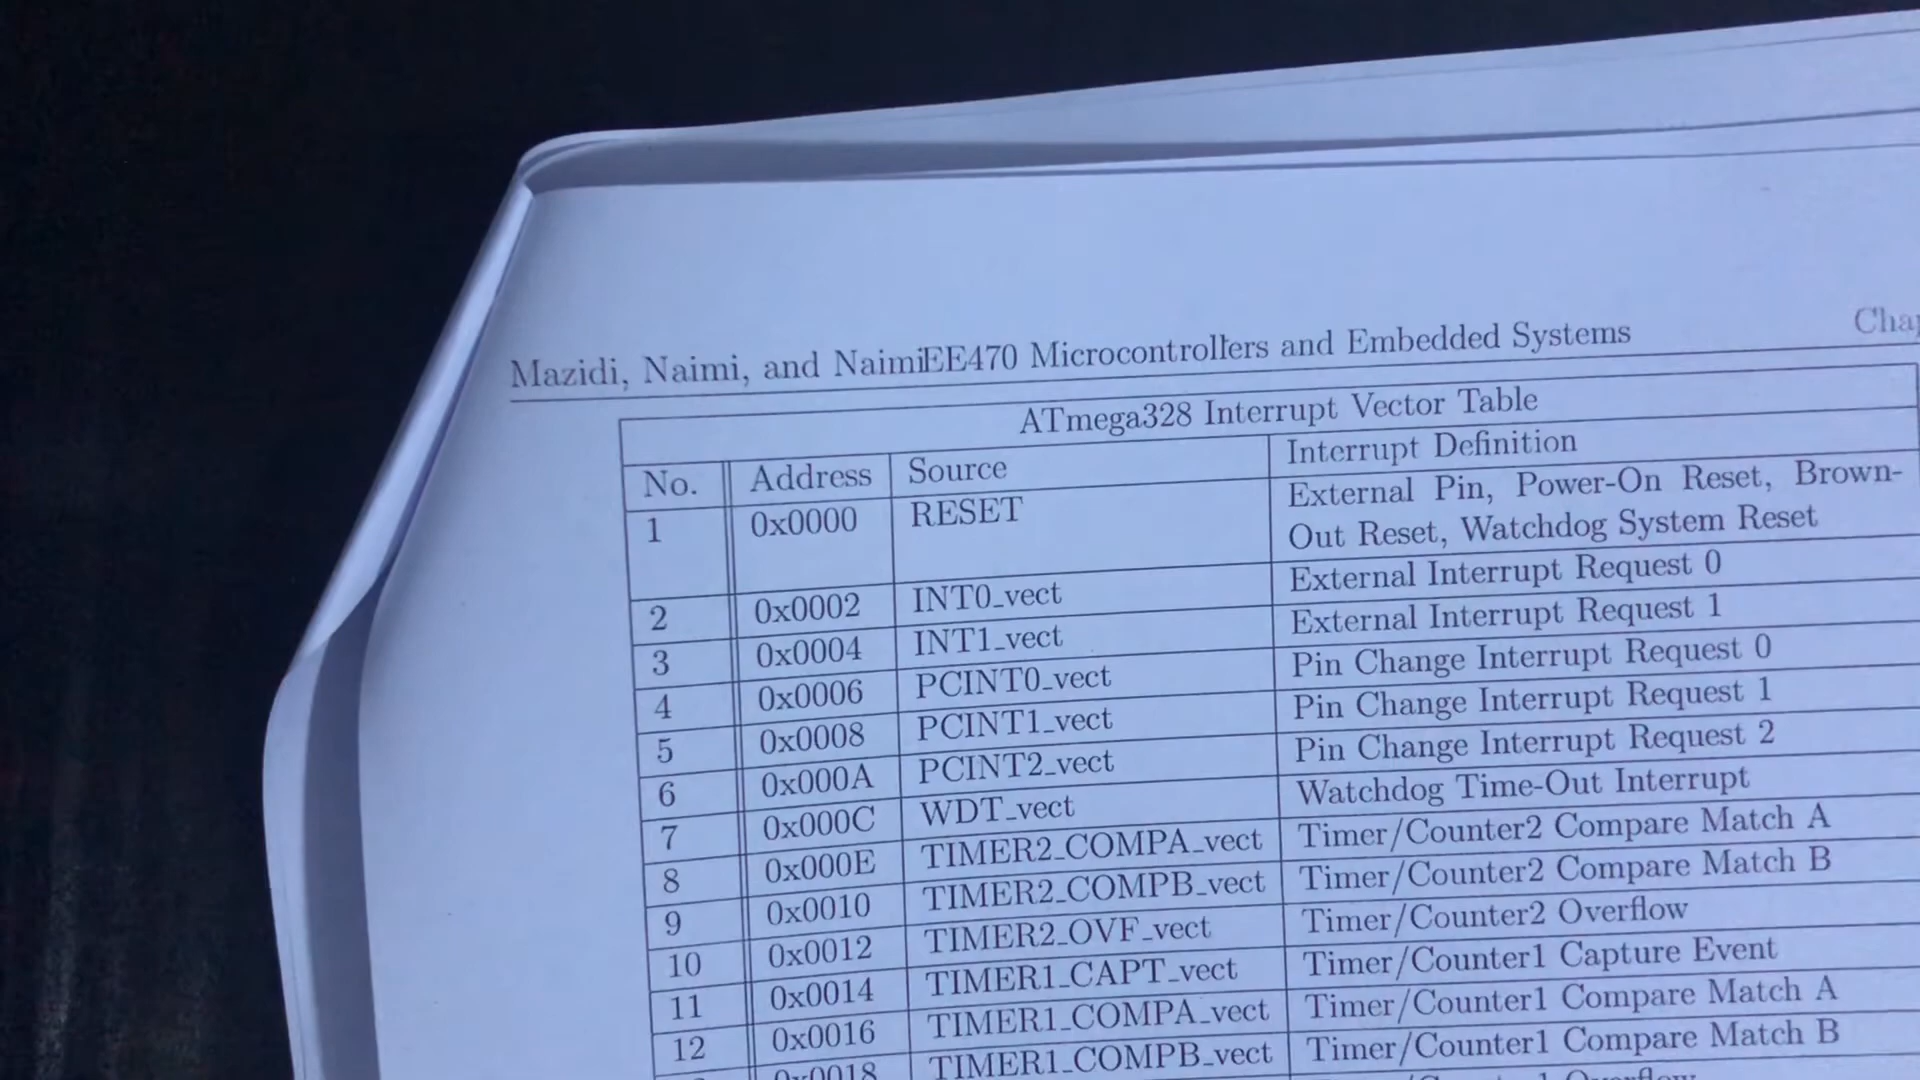 Mazidi, Naimi, and NaimiEE470 Microcontrollers and Embedded Systems
ATmega328 Interrupt Vector Table
No. Address Source Interrupt Definition
1 0x0000 RESET External Pin, Power-On Reset, Brown-
Out Reset, Watchdog System Reset
2 0x0002 INT0_vect External Interrupt Request 0
3 0x0004 INT1_vect External Interrupt Request 1
4 0x0006 PCINT0_vect Pin Change Interrupt Request 0
5 0x0008 PCINT1_vect Pin Change Interrupt Request 1
6 0x000A PCINT2_vect Pin Change Interrupt Request 2
7 0x000C WDT_vect Watchdog Time-Out Interrupt
8 0x000E TIMER2_COMPA_vect Timer/Counter2 Compare Match A
9 0x0010 TIMER2_COMPB_vect Timer/Counter2 Compare Match B
10 0x0012 TIMER2_OVF_vect Timer/Counter2 Overflow
11 0x0014 TIMER1_CAPT_vect Timer/Counter1 Capture Event
12 0x0016 TIMER1_COMPA_vect Timer/Counter1 Compare Match A
0x0018 TIMER1_COMPB_vect Timer/Counter1 Compare Match B